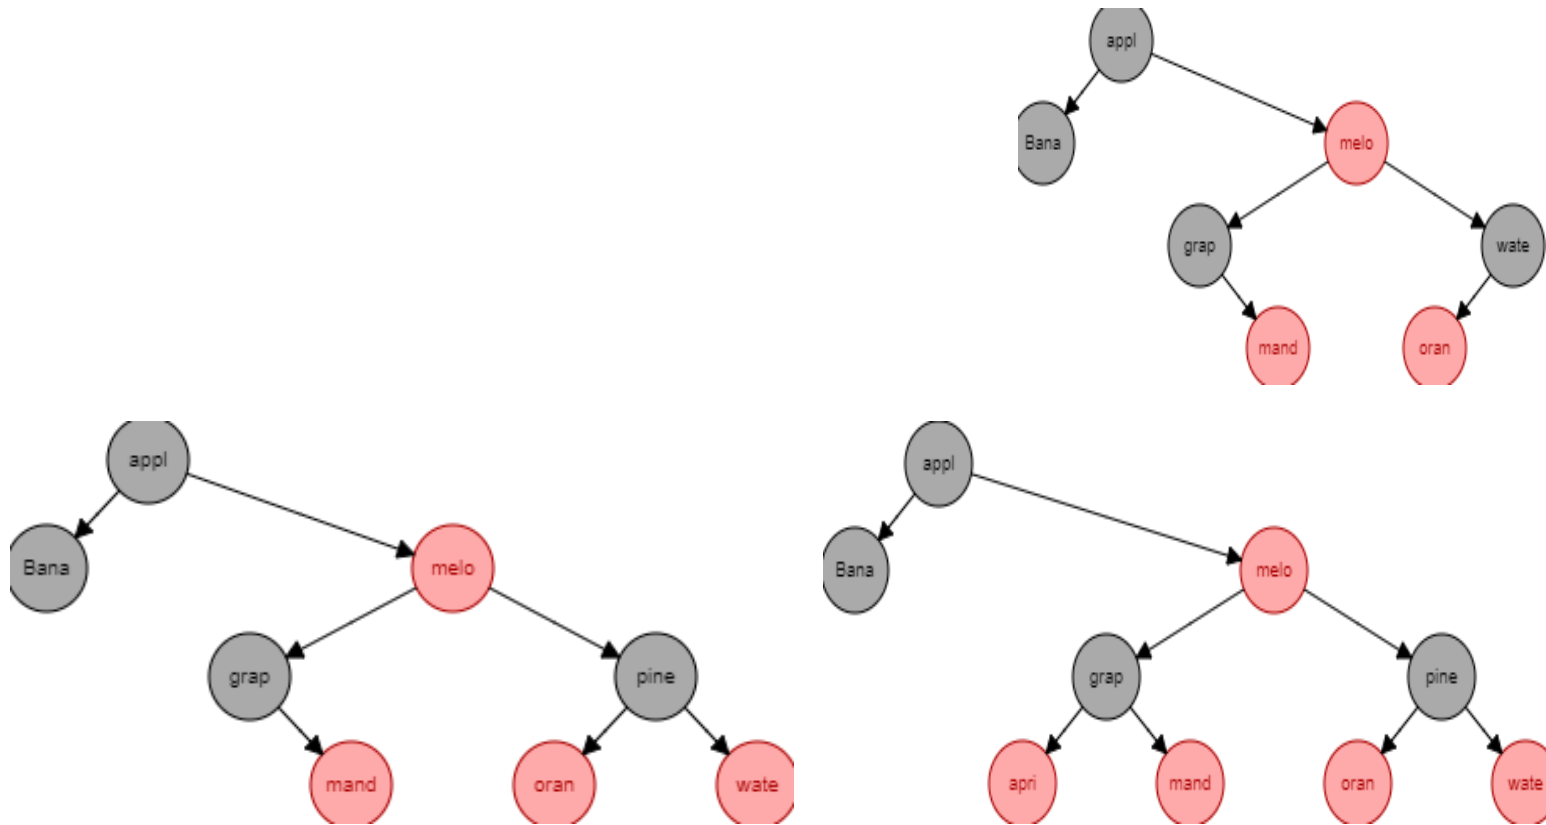 appl
Bana
melo
grap
wate
mand
oran
appl
Bana
melo
grap
pine
mand
oran
wate
appl
Bana
melo
grap
pine
apri
mand
oran
wate